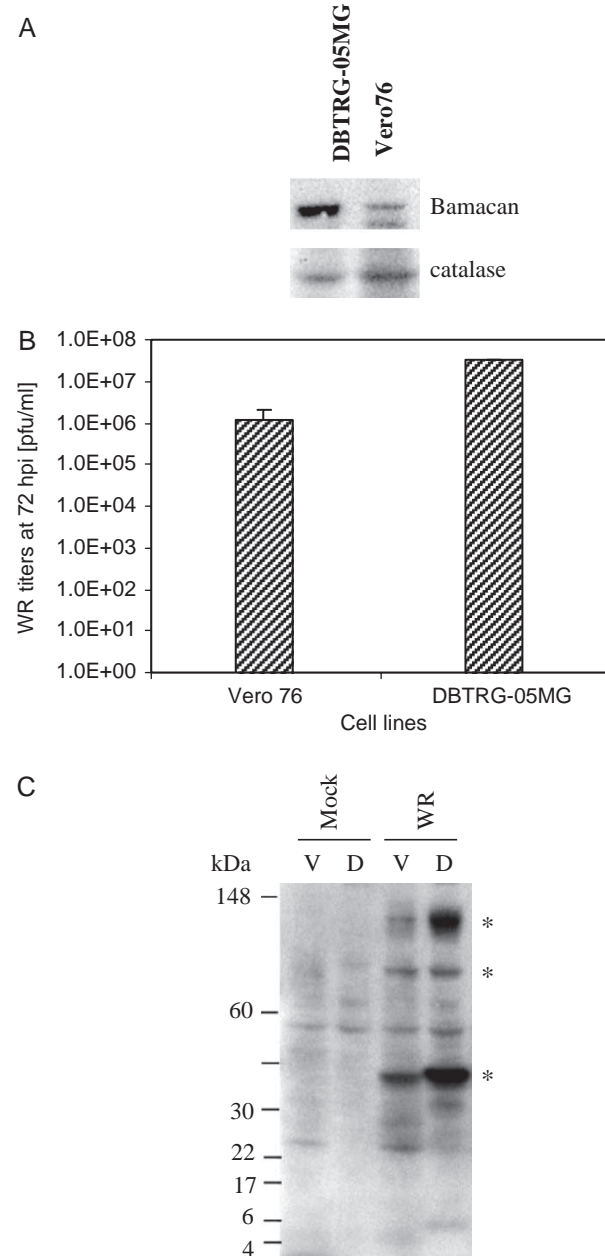 A
DBTRG-05MG
Vero76
Bamacan
catalase
B
WR titers at 72 hpi [pfu/ml]
1.0E+08
1.0E+07
1.0E+06
1.0E+05
1.0E+04
1.0E+03
1.0E+02
1.0E+01
1.0E+00
Vero 76 DBTRG-05MG
Cell lines
C
Mock WR
kDa V D V D
148
*
*
60
*
30
22
17
6
4